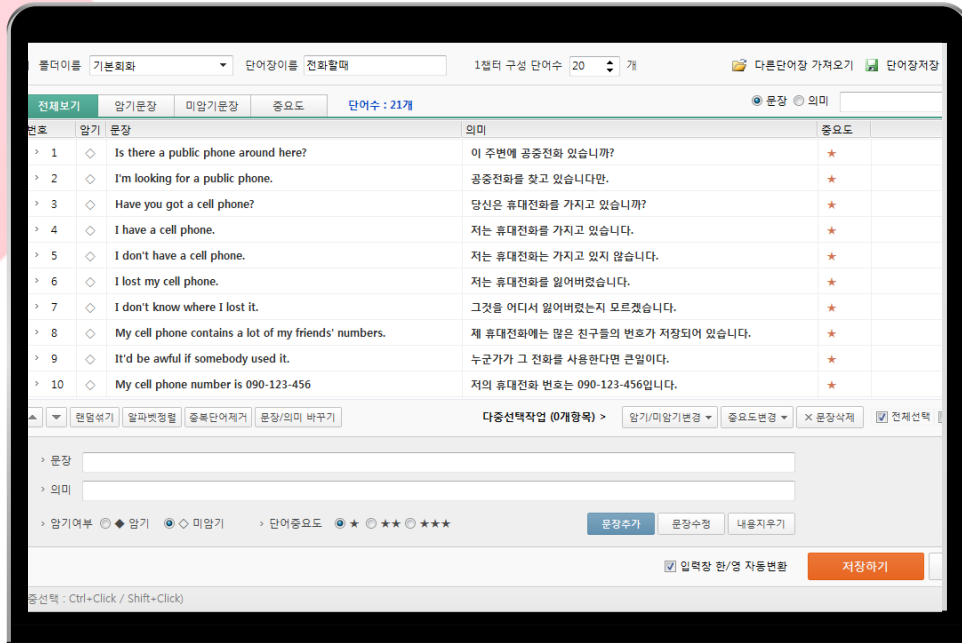 폴더이름 기본회화 단어장이름 전화할때 1챕터 구성 단어수 20 개 다른단어장 가져오기 단어장저장
전체보기 암기문장 미암기문장 중요도 단어수 : 21개 문장 의미
번호 암기 문장 의미 중요도
1 ◇ Is there a public phone around here? 이 주변에 공중전화 있습니까? ★
2 ◇ I'm looking for a public phone. 공중전화를 찾고 있습니다만. ★
3 ◇ Have you got a cell phone? 당신은 휴대전화를 가지고 있습니까? ★
4 ◇ I have a cell phone. 저는 휴대전화를 가지고 있습니다. ★
5 ◇ I don't have a cell phone. 저는 휴대전화는 가지고 있지 않습니다. ★
6 ◇ I lost my cell phone. 저는 휴대전화를 잃어버렸습니다. ★
7 ◇ I don't know where I lost it. 그것을 어디서 잃어버렸는지 모르겠습니다. ★
8 ◇ My cell phone contains a lot of my friends' numbers. 제 휴대전화에는 많은 친구들의 번호가 저장되어 있습니다. ★
9 ◇ It'd be awful if somebody used it. 누군가가 그 전화를 사용한다면 큰일이다. ★
10 ◇ My cell phone number is 090-123-456 저의 휴대전화 번호는 090-123-456입니다. ★
랜덤섞기 알파벳정렬 중복단어제거 문장/의미 바꾸기 다중선택작업 (0개항목) > 암기/미암기변경 중요도변경 × 문장삭제 전체선택
> 문장
> 의미
> 암기여부 ◆ 암기 ◇ 미암기 > 단어중요도 ★ ★★ ★★★ 문장추가 문장수정 내용지우기
입력창 한/영 자동변환 저장하기
중선택 : Ctrl+Click / Shift+Click)